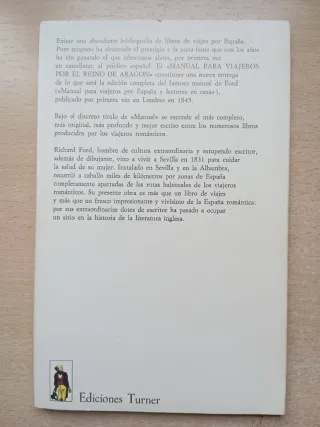 Existe una abundante bibliografía de libros de viajes por España.
Pero ninguno ha alcanzado el prestigio y la justa fama que con los años
ha ido ganando el que ofrecemos ahora, por primera vez
en castellano, al público español. El «MANUAL PARA VIAJEROS
POR EL REINO DE ARAGON» constituye una nueva entrega
de lo que será la edición completa del famoso manual de Ford
(«Manual para viajeros por España y lectores en casa»),
publicado por primera vez en Londres en 1845.
Bajo el discreto título de «Manual» se esconde el más completo,
más original, más profundo y mejor escrito entre los numerosos libros
producidos por los viajeros románticos.
Richard Ford, hombre de cultura extraordinaria y estupendo escritor,
además de dibujante, vino a vivir a Sevilla en 1831 para cuidar
la salud de su mujer. Instalado en Sevilla y en la Alhambra,
recorrió a caballo miles de kilómetros por zonas de España
completamente apartadas de las rutas habituales de los viajeros
románticos. Su presente obra es más que un libro de viajes
y más que un fresco impresionante y vivísimo de la España romántica:
por sus extraordinarias dotes de escritor ha pasado a ocupar
un sitio en la historia de la literatura inglesa.
Ediciones Turner